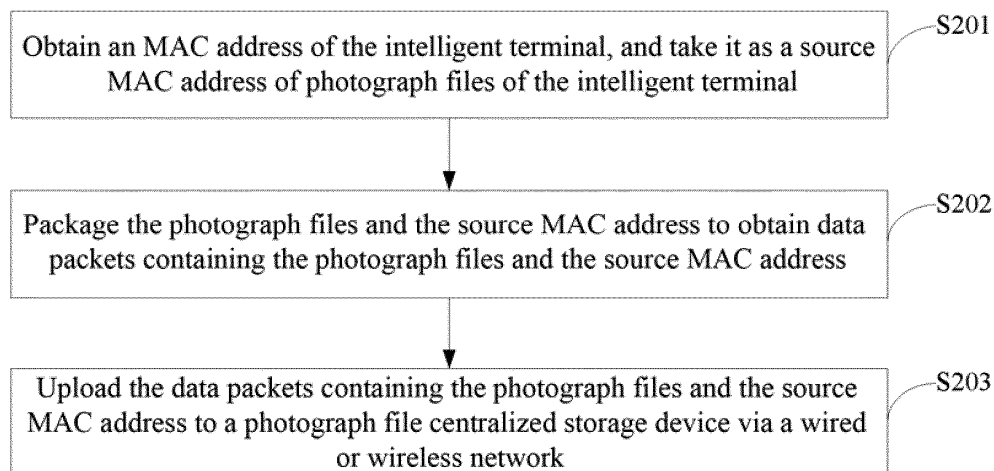 Obtain an MAC address of the intelligent terminal, and take it as a source
MAC address of photograph files of the intelligent terminal
S201
Package the photograph files and the source MAC address to obtain data
packets containing the photograph files and the source MAC address
S202
Upload the data packets containing the photograph files and the source
MAC address to a photograph file centralized storage device via a wired
or wireless network
S203